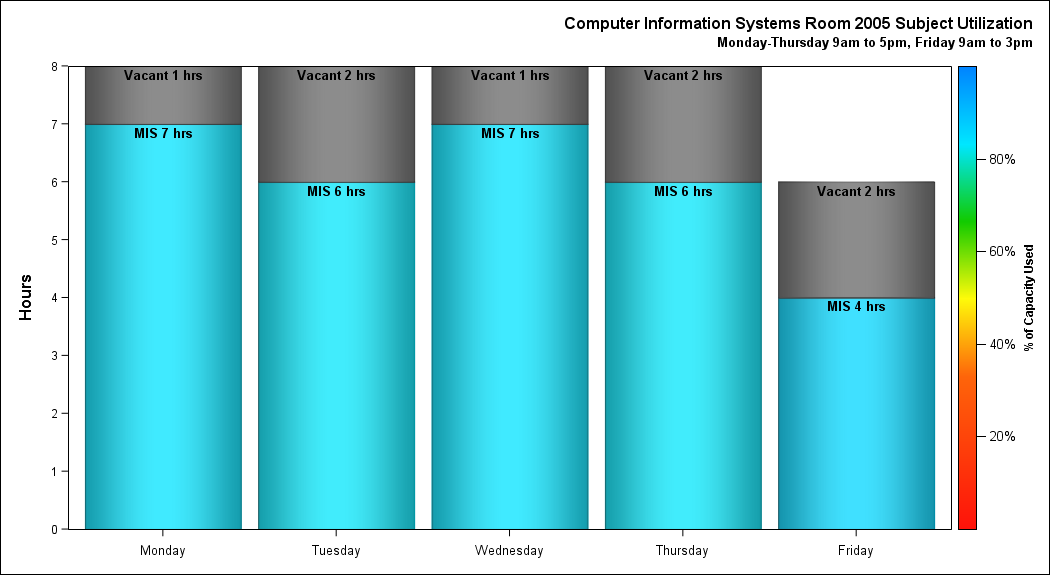 Computer Information Systems Room 2005 Subject Utilization
Monday-Thursday 9am to 5pm, Friday 9am to 3pm
Hours
8
7
6
5
4
3
2
1
0
Vacant 1 hrs
MIS 7 hrs
Vacant 2 hrs
MIS 6 hrs
Vacant 1 hrs
MIS 7 hrs
Vacant 2 hrs
MIS 6 hrs
Vacant 2 hrs
MIS 4 hrs
Monday
Tuesday
Wednesday
Thursday
Friday
80%
60%
40%
20%
% of Capacity Used